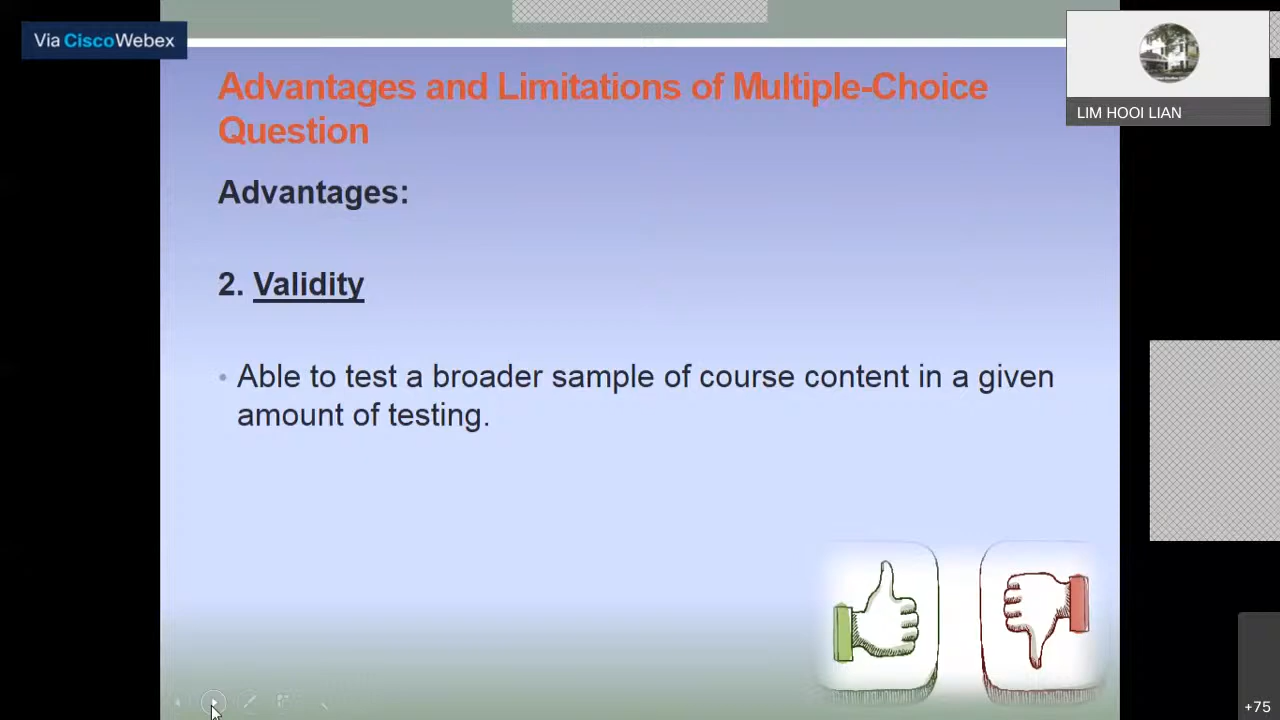 Via CiscoWebex
LIM HOOI LIAN
Advantages and Limitations of Multiple-Choice
Question
Advantages:
2. Validity
• Able to test a broader sample of course content in a given
amount of testing.
+75